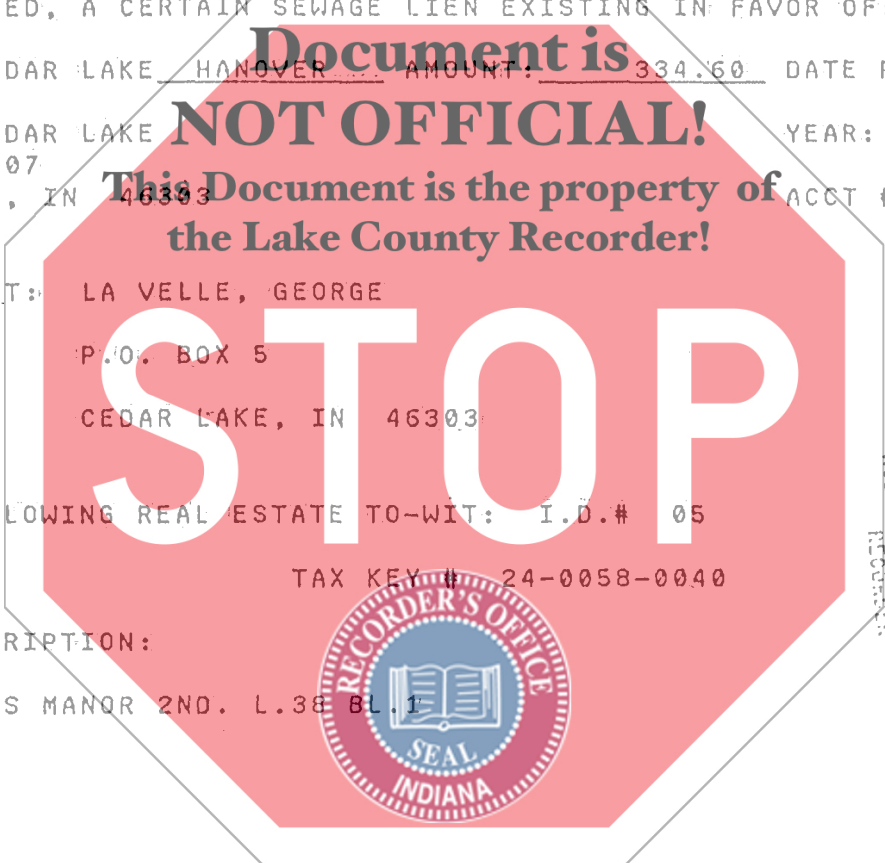 ED, A CERTAIN SEWAGE LIEN EXISTING IN FAVOR OF
Document is
DAR LAKE HANOVER AMOUNT: 334.60 DATE
NOT OFFICIAL!
DAR LAKE YEAR:
07
This Document is the property of
, IN 46303 ACCT #
the Lake County Recorder!
T: LA VELLE, GEORGE
STOP
P.O. BOX 5
CEDAR LAKE, IN 46303
LOWING REAL ESTATE TO-WIT: I.D.# 05
TAX KEY # 24-0058-0040
RECORDER'S OFFICE
SEAL
INDIANA
RIPTION:
S MANOR 2ND. L.38 BL.1